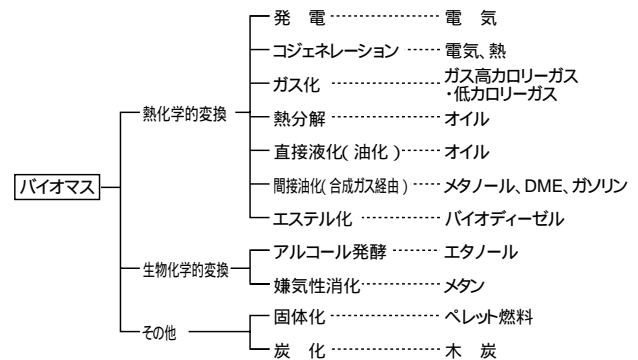 発 電 電 気
コジェネレーション 電気、熱
ガス化 ガス高カロリーガス
・低カロリーガス
熱化学的変換
熱分解 オイル
直接液化(油化) オイル
バイオマス
間接油化(合成ガス経由) メタノール、DME、ガソリン
エステル化 バイオディーゼル
アルコール発酵 エタノール
生物化学的変換
嫌気性消化 メタン
固体化 ペレット燃料
その他
炭 化 木 炭